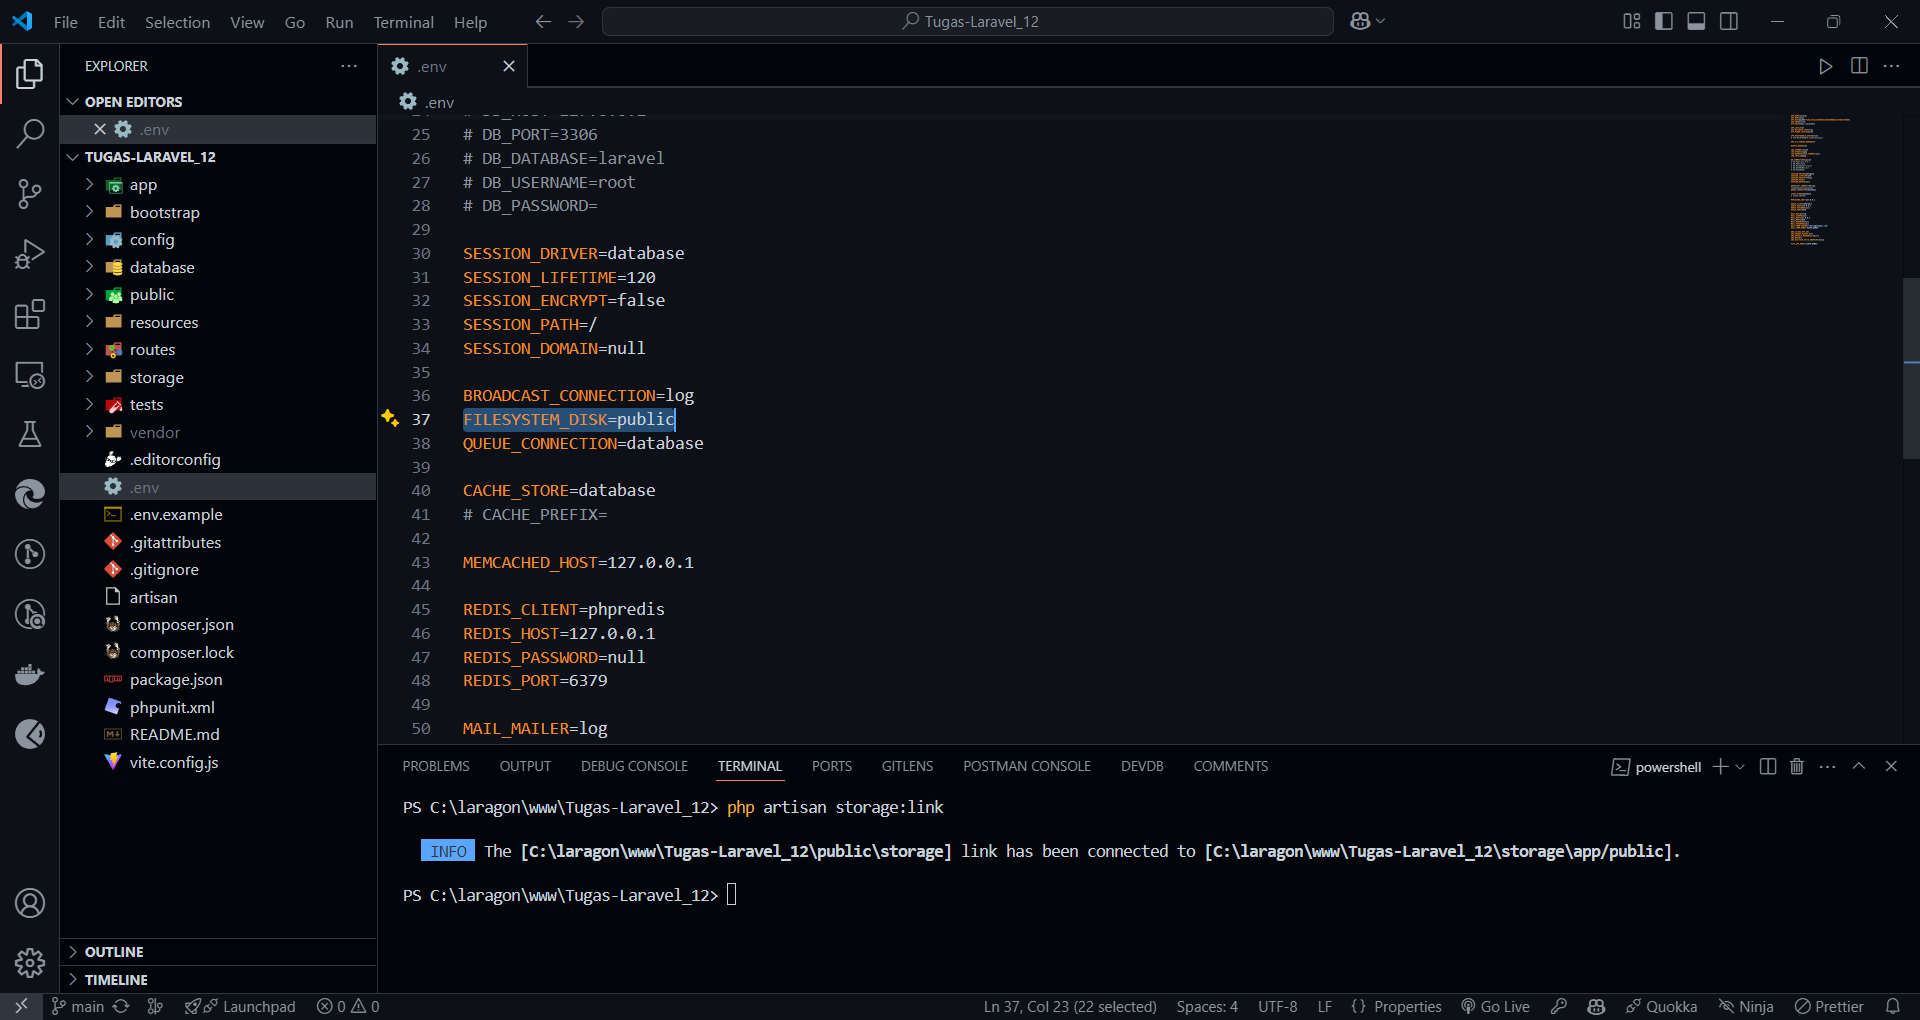 File Edit Selection View Go Run Terminal Help
Tugas-Laravel_12
EXPLORER
OPEN EDITORS
.env
TUGAS-LARAVEL_12
app
bootstrap
config
database
public
resources
routes
storage
tests
vendor
.editorconfig
.env
.env.example
.gitattributes
.gitignore
artisan
composer.json
composer.lock
package.json
phpunit.xml
README.md
vite.config.js
OUTLINE
TIMELINE
.env
.env
25 # DB_PORT=3306
26 # DB_DATABASE=laravel
27 # DB_USERNAME=root
28 # DB_PASSWORD=
29
30 SESSION_DRIVER=database
31 SESSION_LIFETIME=120
32 SESSION_ENCRYPT=false
33 SESSION_PATH=/
34 SESSION_DOMAIN=null
35
36 BROADCAST_CONNECTION=log
37 FILESYSTEM_DISK=public
38 QUEUE_CONNECTION=database
39
40 CACHE_STORE=database
41 # CACHE_PREFIX=
42
43 MEMCACHED_HOST=127.0.0.1
44
45 REDIS_CLIENT=phpredis
46 REDIS_HOST=127.0.0.1
47 REDIS_PASSWORD=null
48 REDIS_PORT=6379
49
50 MAIL_MAILER=log
PROBLEMS OUTPUT DEBUG CONSOLE TERMINAL PORTS GITLENS POSTMAN CONSOLE DEVDB COMMENTS
powershell
PS C:\laragon\www\Tugas-Laravel_12> php artisan storage:link
INFO The [C:\laragon\www\Tugas-Laravel_12\public\storage] link has been connected to [C:\laragon\www\Tugas-Laravel_12\storage\app/public].
PS C:\laragon\www\Tugas-Laravel_12>
main Launchpad 0 0 Ln 37, Col 23 (22 selected) Spaces: 4 UTF-8 LF {} Properties Go Live Quokka Ninja Prettier